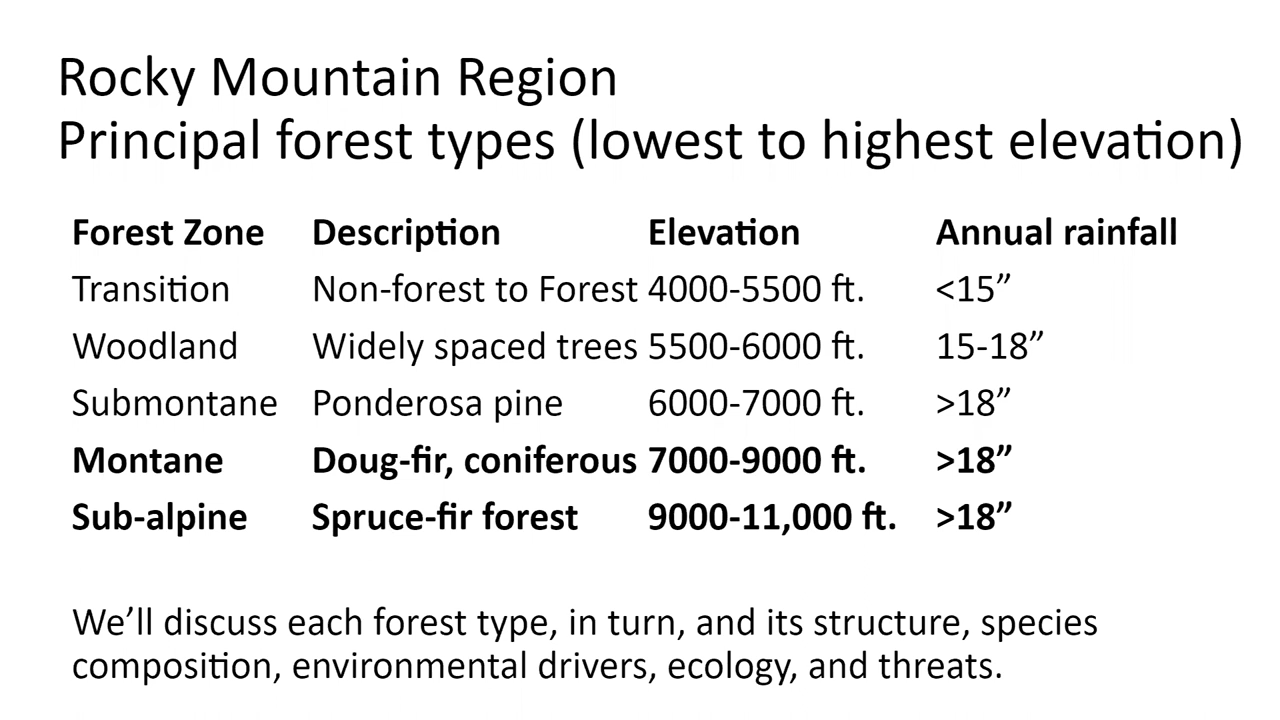 Rocky Mountain Region
Principal forest types (lowest to highest elevation)
Forest Zone Description Elevation Annual rainfall
Transition Non-forest to Forest 4000-5500 ft. <15”
Woodland Widely spaced trees 5500-6000 ft. 15-18”
Submontane Ponderosa pine 6000-7000 ft. >18”
Montane Doug-fir, coniferous 7000-9000 ft. >18”
Sub-alpine Spruce-fir forest 9000-11,000 ft. >18”
We’ll discuss each forest type, in turn, and its structure, species
composition, environmental drivers, ecology, and threats.